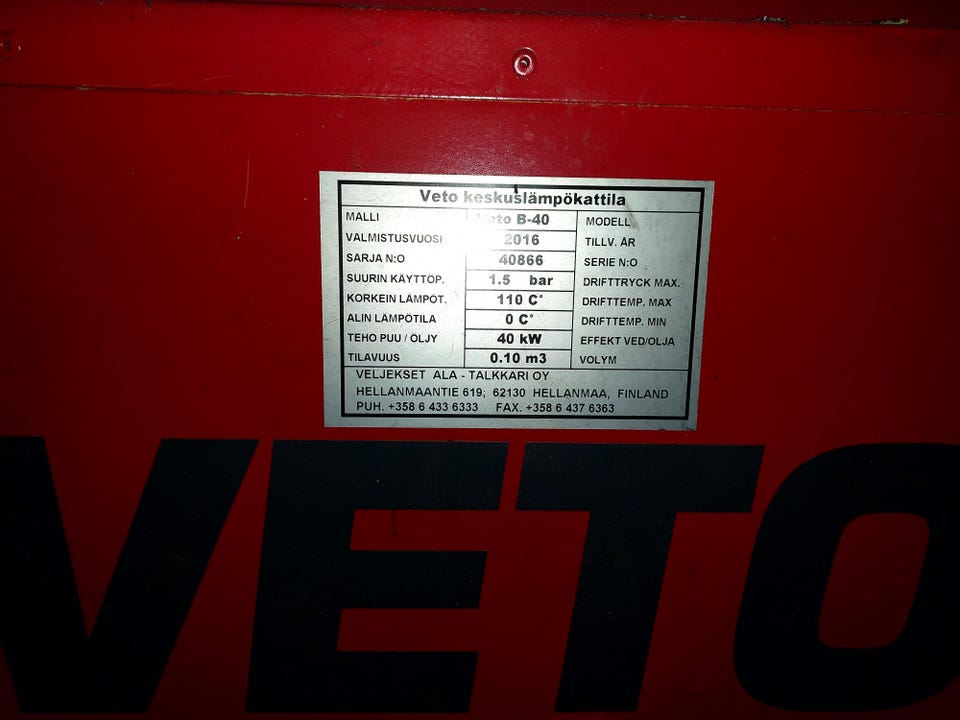 Veto keskuslämpökattila
MALLI Veto B-40 MODELL
VALMISTUSVUOSI 2016 TILLV. ÅR
SARJA N:O 40866 SERIE N:O
SUURIN KÄYTTÖP. 1.5 bar DRIFTTRYCK MAX.
KORKEIN LÄMPÖT. 110 C° DRIFTTEMP. MAX
ALIN LÄMPÖTILA 0 C° DRIFTTEMP. MIN
TEHO PUU / ÖLJY 40 kW EFFEKT VED/OLJA
TILAVUUS 0.10 m3 VOLYM
VELJEKSET ALA - TALKKARI OY
HELLANMAANTIE 619; 62130 HELLANMAA, FINLAND
PUH. +358 6 433 6333 FAX. +358 6 437 6363
VETO